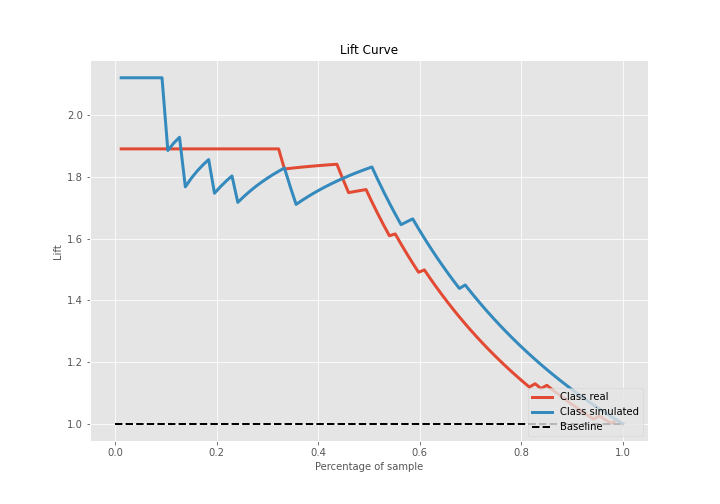 Lift Curve
Lift
2.0
1.8
1.6
1.4
1.2
1.0
0.0
0.2
0.4
0.6
0.8
1.0
Percentage of sample
Class real
Class simulated
Baseline